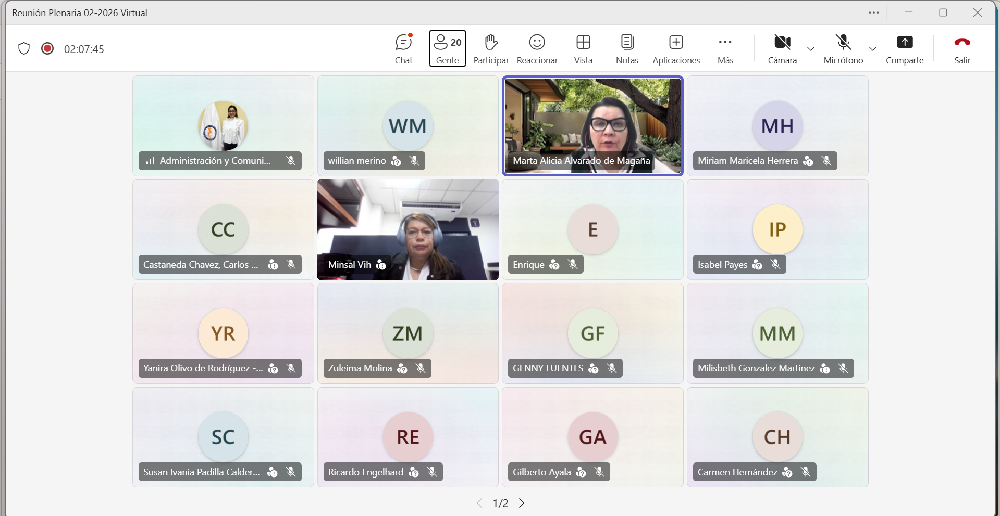 Reunión Plenaria 02-2026 Virtual
02:07:45
Chat
20
Gente
Participar
Reaccionar
Vista
Notas
Aplicaciones
Más
Cámara
Micrófono
Comparte
Salir
Administración y Comuni...
WM
willian merino
Marta Alicia Alvarado de Magaña
MH
Miriam Maricela Herrera
CC
Castaneda Chavez, Carlos ...
Minsal Vih
E
Enrique
IP
Isabel Payes
YR
Yanira Olivo de Rodríguez -...
ZM
Zuleima Molina
GF
GENNY FUENTES
MM
Milisbeth Gonzalez Martinez
SC
Susan Ivania Padilla Calder...
RE
Ricardo Engelhard
GA
Gilberto Ayala
CH
Carmen Hernández
1/2